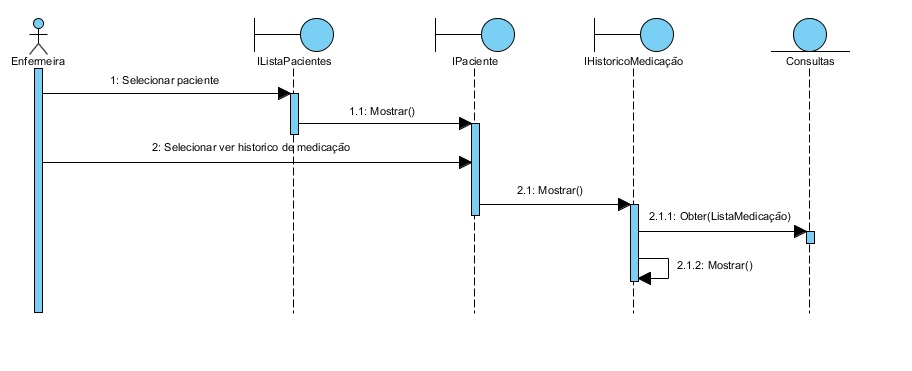 Enfermeira
IListaPacientes
IPaciente
IHistoricoMedicação
Consultas
1: Selecionar paciente
1.1: Mostrar()
2: Selecionar ver historico de medicação
2.1: Mostrar()
2.1.1: Obter(ListaMedicação)
2.1.2: Mostrar()